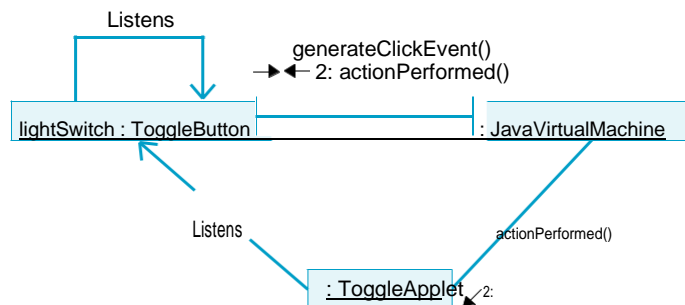 Listens
generateClickEvent()
2: actionPerformed()
lightSwitch : ToggleButton
: JavaVirtualMachine
Listens
actionPerformed()
: ToggleApplet
2: